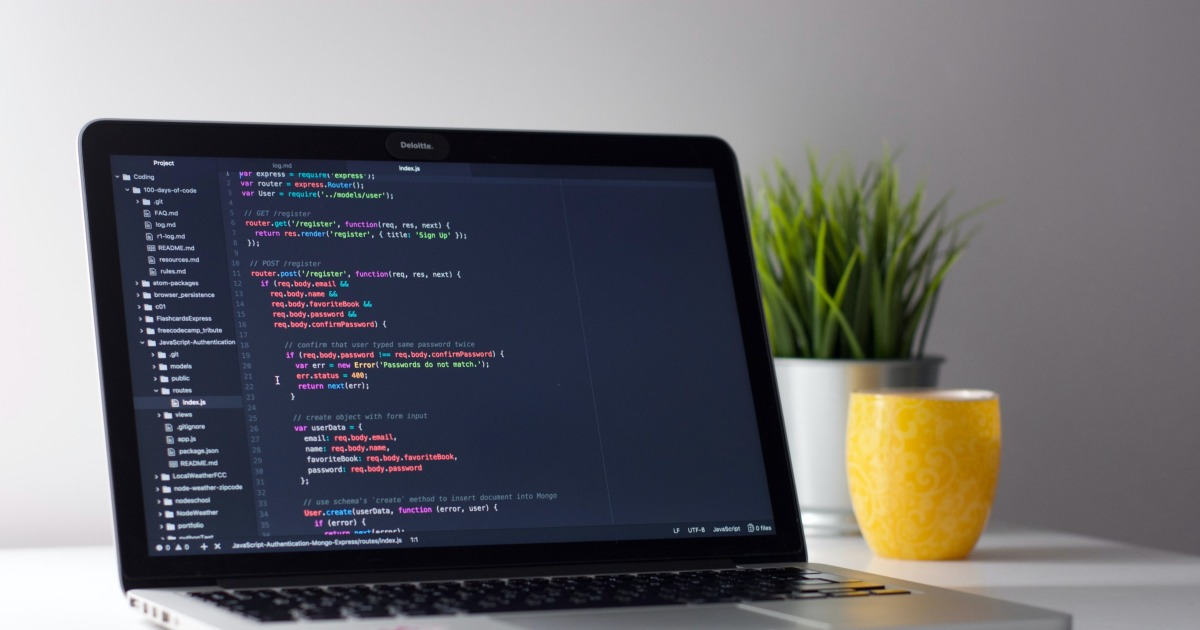 Deloitte.
Project
Coding
100-days-of-code
.git
FAQ.md
log.md
r1-log.md
README.md
resources.md
rules.md
atom-packages
browser_persistence
c01
FlashcardsExpress
freecodecamp_tribute
JavaScript-Authentication
.git
models
public
routes
index.js
views
.gitignore
app.js
package.json
README.md
LocalWeatherFCC
node-weather-zipcode
nodeschool
NodeWeather
portfolio
pythonTest
log.md
index.js
1 var express = require('express');
2 var router = express.Router();
3 var User = require('../models/user');
4
5 // GET /register
6 router.get('/register', function(req, res, next) {
7 return res.render('register', { title: 'Sign Up' });
8 });
9
10 // POST /register
11 router.post('/register', function(req, res, next) {
12 if (req.body.email &&
13 req.body.name &&
14 req.body.favoriteBook &&
15 req.body.password &&
16 req.body.confirmPassword) {
17
18 // confirm that user typed same password twice
19 if (req.body.password !== req.body.confirmPassword) {
20 var err = new Error('Passwords do not match.');
21 err.status = 400;
22 return next(err);
23 }
24
25 // create object with form input
26 var userData = {
27 email: req.body.email,
28 name: req.body.name,
29 favoriteBook: req.body.favoriteBook,
30 password: req.body.password
31 };
32
33 // use schema's `create` method to insert document into Mongo
34 User.create(userData, function (error, user) {
35 if (error) {
return next(error);
0 0 JavaScript-Authentication-Mongo-Express/routes/index.js 1:1
LF UTF-8 JavaScript 0 files